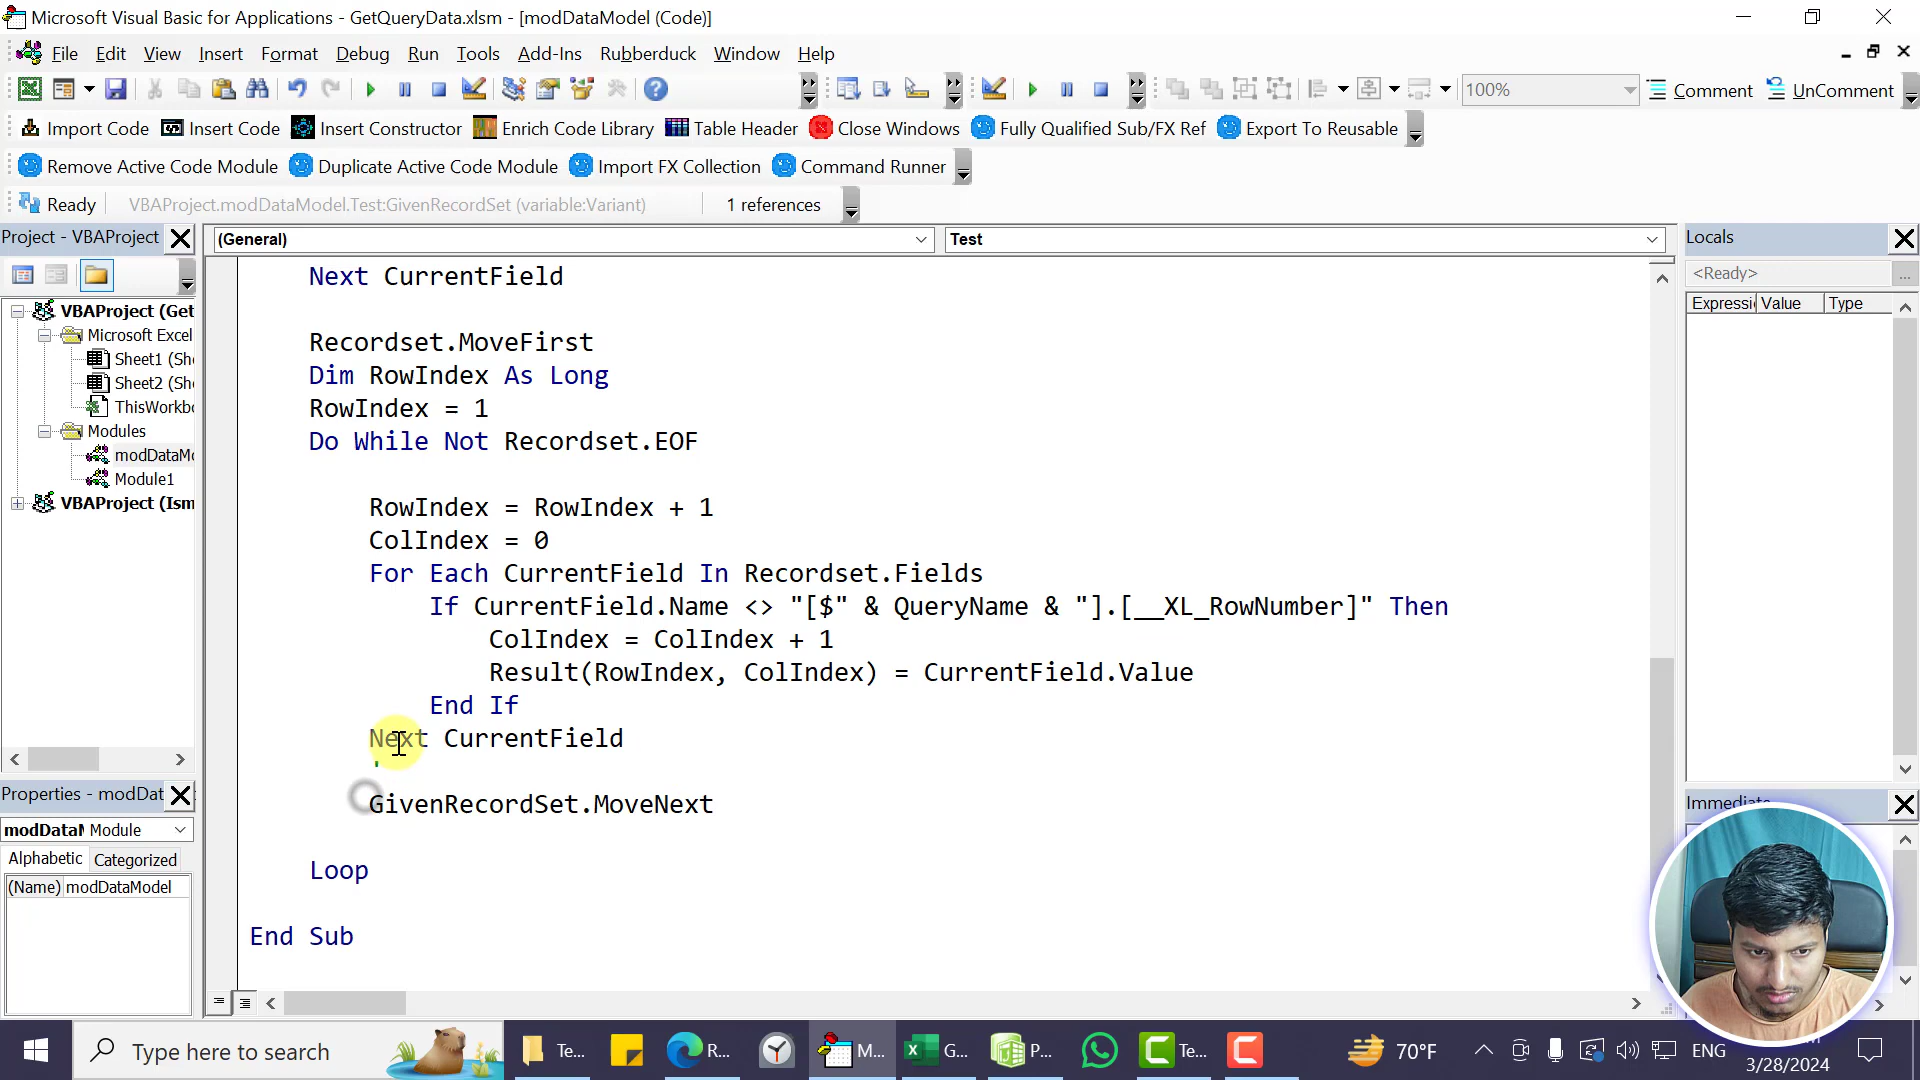 Microsoft Visual Basic for Applications - GetQueryData.xlsm - [modDataModel (Code)]
File Edit View Insert Format Debug Run Tools Add-Ins Rubberduck Window Help
100% Comment UnComment
Import Code Insert Code Insert Constructor Enrich Code Library Table Header Close Windows Fully Qualified Sub/FX Ref Export To Reusable
Remove Active Code Module Duplicate Active Code Module Import FX Collection Command Runner
Ready VBAProject.modDataModel.Test:GivenRecordSet (variable:Variant) 1 references
Project - VBAProject
(General) Test
Locals
<Ready> ...
Expressi Value Type
VBAProject (Get
Microsoft Excel
Sheet1 (She
Sheet2 (She
ThisWorkbo
Modules
modDataMo
Module1
VBAProject (Ism
Next CurrentField
Recordset.MoveFirst
Dim RowIndex As Long
RowIndex = 1
Do While Not Recordset.EOF
RowIndex = RowIndex + 1
ColIndex = 0
For Each CurrentField In Recordset.Fields
If CurrentField.Name <> "[$" & QueryName & "].[__XL_RowNumber]" Then
ColIndex = ColIndex + 1
Result(RowIndex, ColIndex) = CurrentField.Value
End If
Next CurrentField
'
GivenRecordSet.MoveNext
Loop
End Sub
Properties - modDat
modDataM Module
Alphabetic Categorized
(Name) modDataModel
Immediate
Type here to search
Te...
R...
M...
G...
P...
Te...
70°F
ENG
3/28/2024